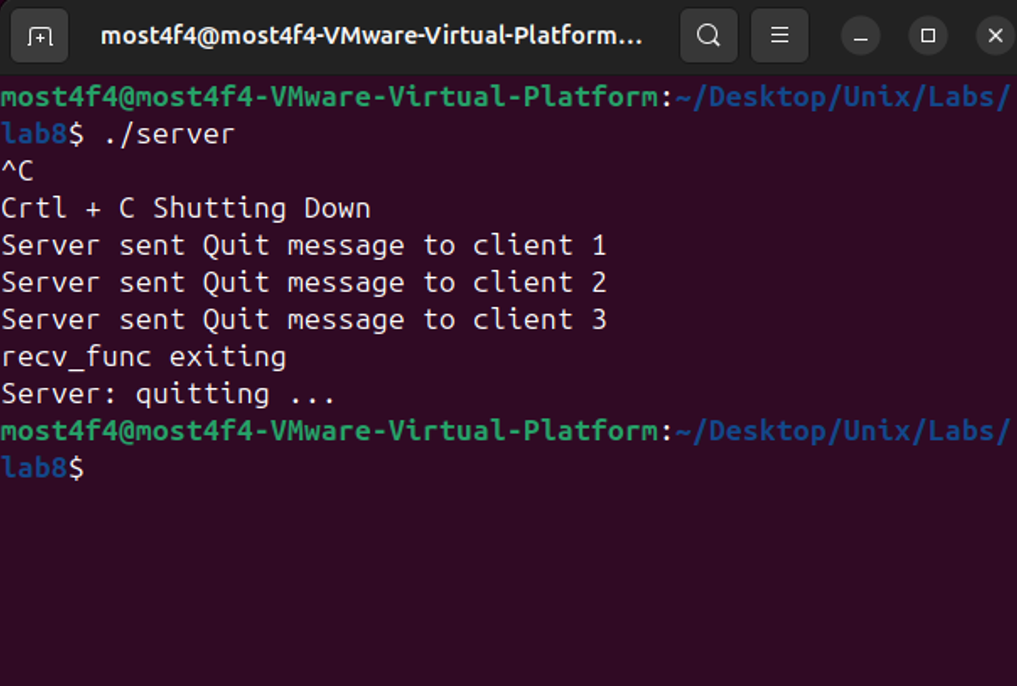 most4f4@most4f4-VMware-Virtual-Platform...
most4f4@most4f4-VMware-Virtual-Platform:~/Desktop/Unix/Labs/
lab8$ ./server
^C
Crtl + C Shutting Down
Server sent Quit message to client 1
Server sent Quit message to client 2
Server sent Quit message to client 3
recv_func exiting
Server: quitting ...
most4f4@most4f4-VMware-Virtual-Platform:~/Desktop/Unix/Labs/
lab8$